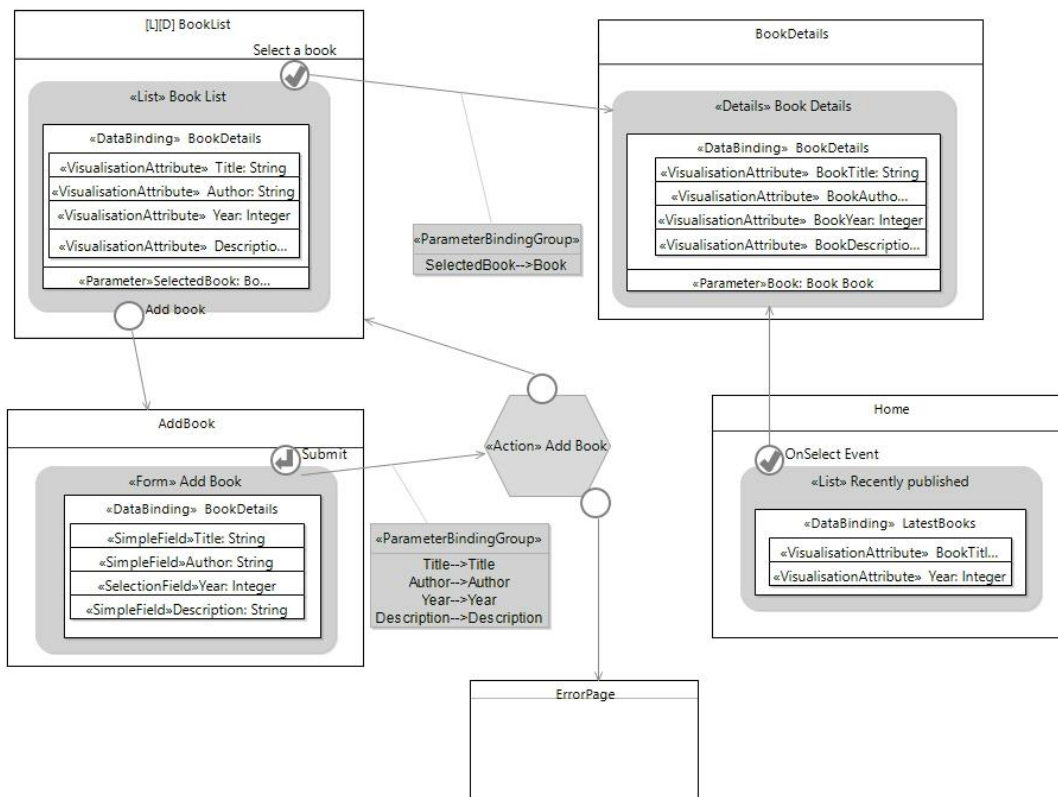 [L][D] BookList
Select a book
«List» Book List
«DataBinding» BookDetails
«VisualisationAttribute» Title: String
«VisualisationAttribute» Author: String
«VisualisationAttribute» Year: Integer
«VisualisationAttribute» Descriptio...
«Parameter»SelectedBook: Bo...
Add book
BookDetails
«Details» Book Details
«DataBinding» BookDetails
«VisualisationAttribute» BookTitle: String
«VisualisationAttribute» BookAutho...
«VisualisationAttribute» BookYear: Integer
«VisualisationAttribute» BookDescriptio...
«Parameter»Book: Book Book
«ParameterBindingGroup»
SelectedBook-->Book
AddBook
Submit
«Form» Add Book
«DataBinding» BookDetails
«SimpleField»Title: String
«SimpleField»Author: String
«SelectionField»Year: Integer
«SimpleField»Description: String
«Action» Add Book
«ParameterBindingGroup»
Title-->Title
Author-->Author
Year-->Year
Description-->Description
Home
OnSelect Event
«List» Recently published
«DataBinding» LatestBooks
«VisualisationAttribute» BookTitl...
«VisualisationAttribute» Year: Integer
ErrorPage